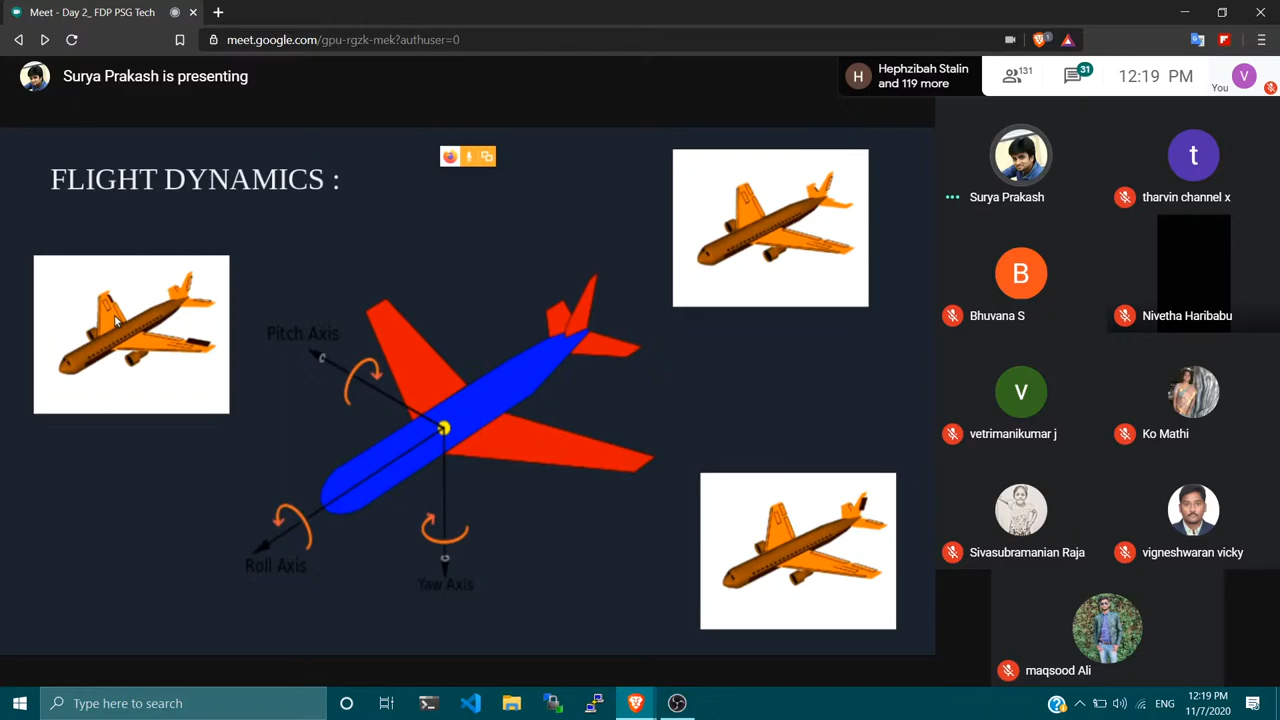 Meet - Day 2_ FDP PSG Tech
meet.google.com/gpu-rgzk-mek?authuser=0
1
Surya Prakash is presenting
H
Hephzibah Stalin
and 119 more
131
31
12:19 PM
You
V
FLIGHT DYNAMICS :
Pitch Axis
Roll Axis
Yaw Axis
Surya Prakash
t
tharvin channel x
B
Bhuvana S
Nivetha Haribabu
V
vetrimanikumar j
Ko Mathi
Sivasubramanian Raja
vigneshwaran vicky
maqsood Ali
Type here to search
ENG
12:19 PM
11/7/2020